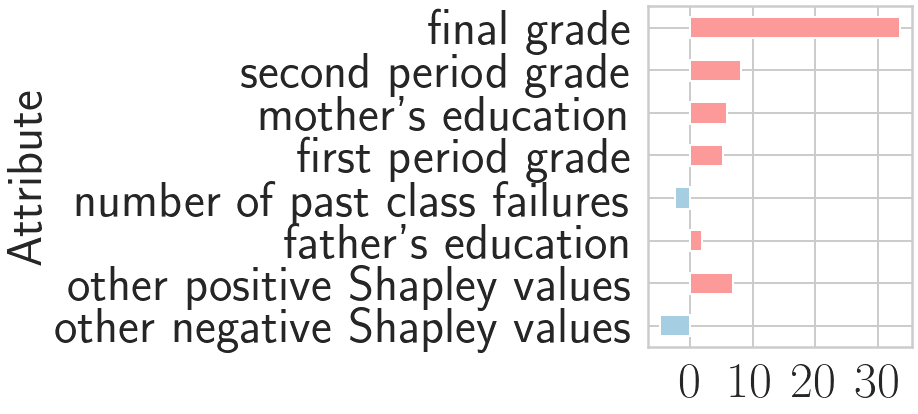 Attribute
final grade
second period grade
mother's education
first period grade
number of past class failures
father's education
other positive Shapley values
other negative Shapley values
0 10 20 30